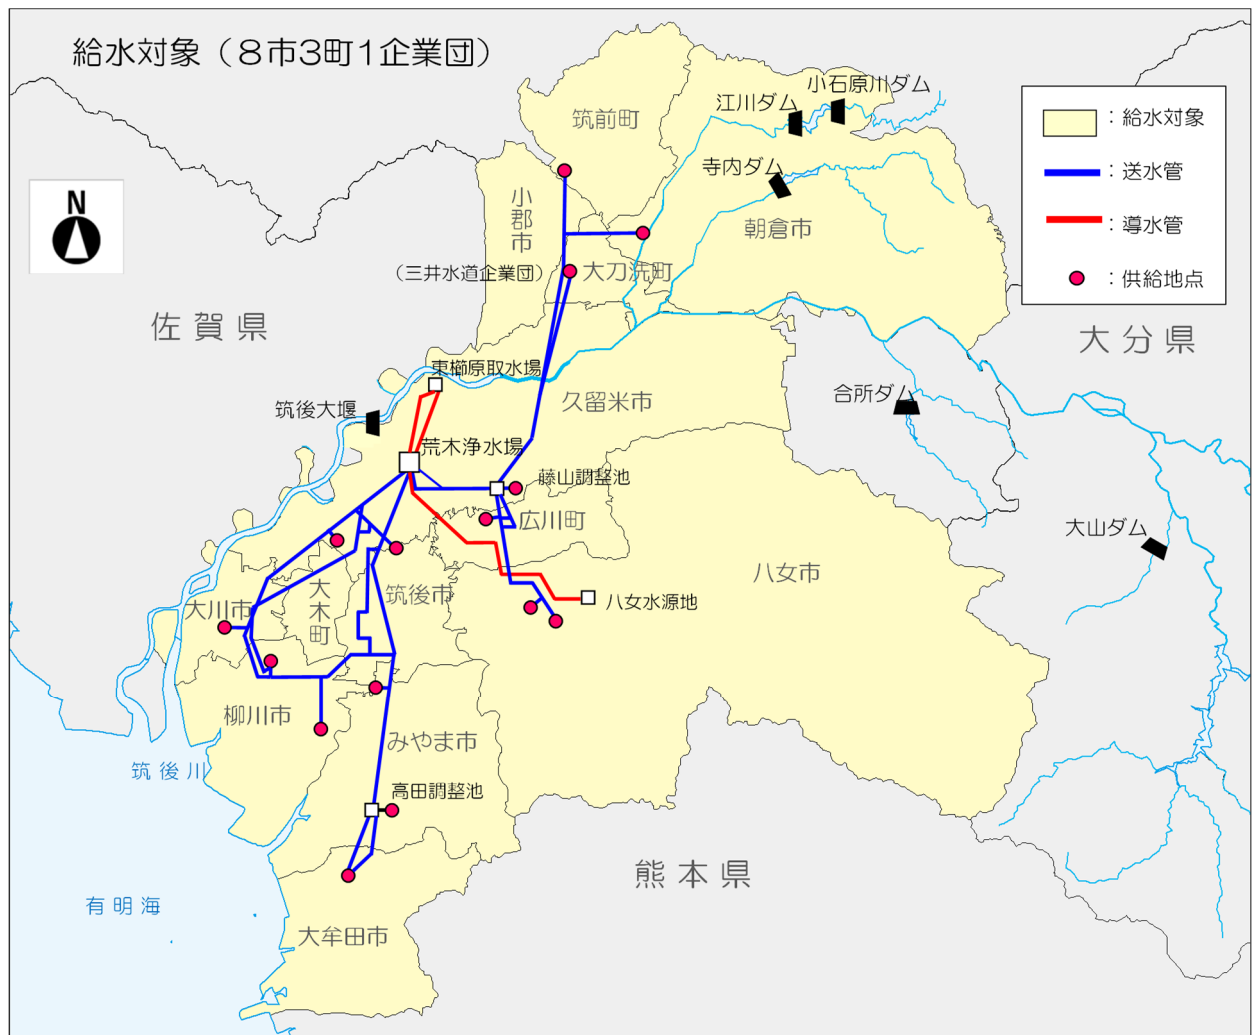 給水対象（８市３町１企業団）
小石原川ダム
江川ダム
筑前町
：給水対象
寺内ダム
：送水管
N
小郡市
朝倉市
：導水管
（三井水道企業団）
大刀洗町
：供給地点
佐賀県
大分県
東櫛原取水場
合所ダム
久留米市
筑後大堰
荒木浄水場
藤山調整池
広川町
大山ダム
八女市
筑後市
大木町
大川市
八女水源地
柳川市
みやま市
筑後川
高田調整池
熊本県
有明海
大牟田市